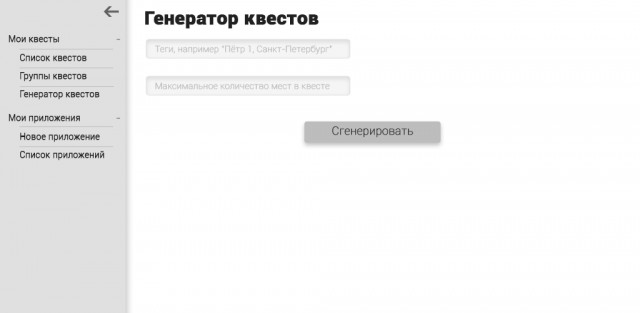 Генератор квестов
Мои квесты
Список квестов
Группы квестов
Генератор квестов
Мои приложения
Новое приложение
Список приложений
Теги, например "Пётр 1, Санкт-Петербург"
Максимальное количество мест в квесте
Сгенерировать